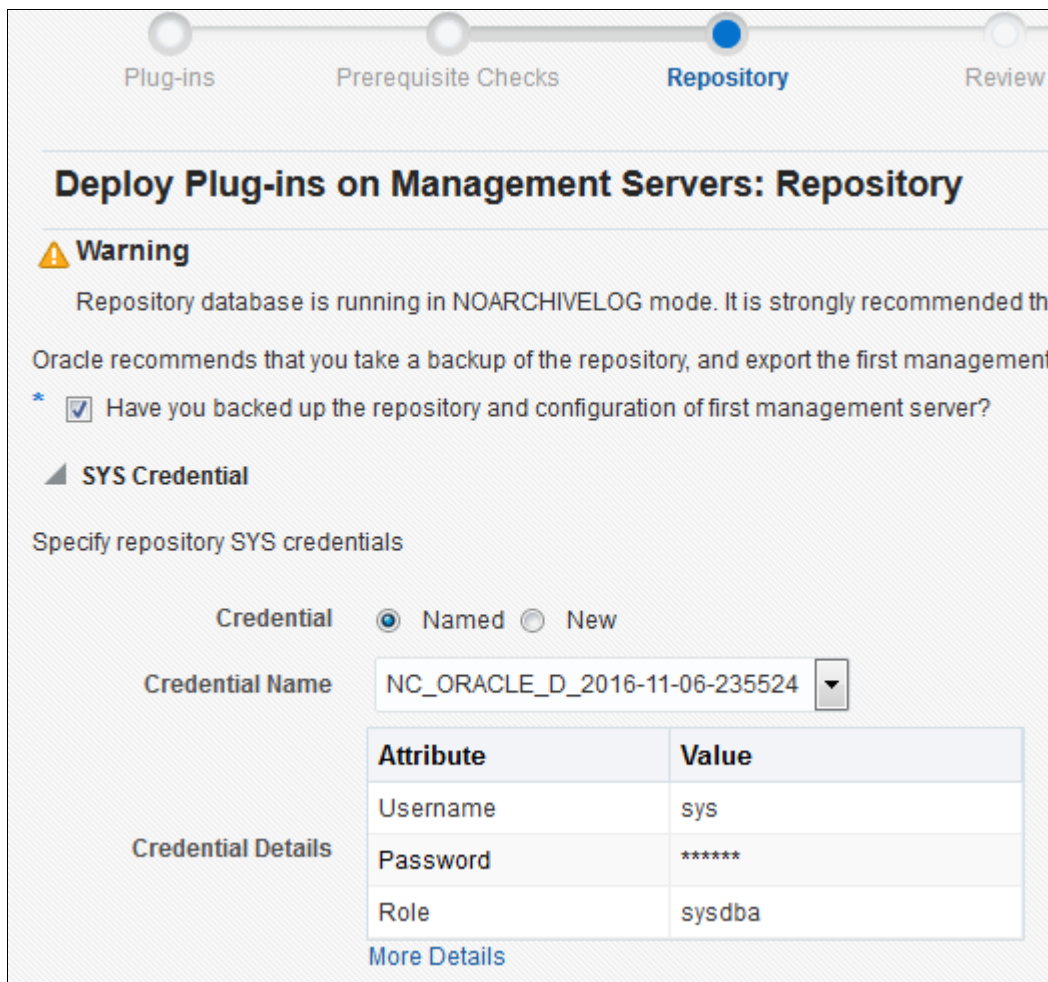 Plug-ins Prerequisite Checks Repository Review
Deploy Plug-ins on Management Servers: Repository
Warning
Repository database is running in NOARCHIVELOG mode. It is strongly recommended th
Oracle recommends that you take a backup of the repository, and export the first management
* Have you backed up the repository and configuration of first management server?
SYS Credential
Specify repository SYS credentials
Credential Named New
Credential Name NC_ORACLE_D_2016-11-06-235524
Attribute Value
Username sys
Credential Details
Password ******
Role sysdba
More Details